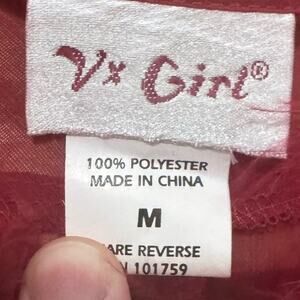 Vx Girl®
100% POLYESTER
MADE IN CHINA
M
ARE REVERSE
N 101759